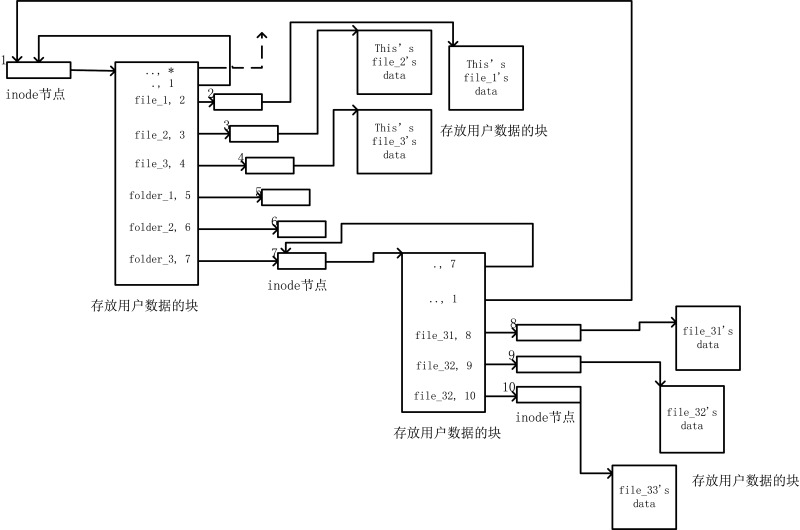 1
inode节点
.., *
., 1
file_1, 2
file_2, 3
file_3, 4
folder_1, 5
folder_2, 6
folder_3, 7
存放用户数据的块
2
3
4
5
6
7
inode节点
This's
file_2's
data
This's
file_1's
data
This's
file_3's
data
存放用户数据的块
., 7
.., 1
file_31, 8
file_32, 9
file_32, 10
存放用户数据的块
8
9
10
inode节点
file_31's
data
file_32's
data
file_33's
data
存放用户数据的块